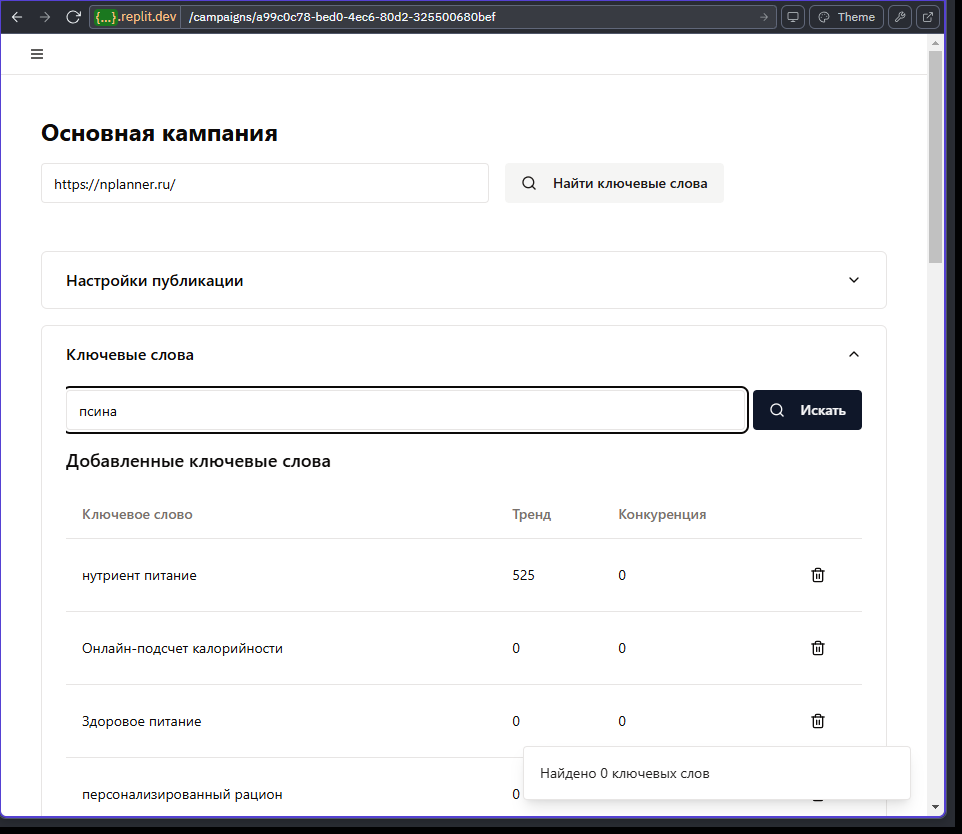 {...}.replit.dev /campaigns/a99c0c78-bed0-4ec6-80d2-325500680bef Theme
Основная кампания
https://nplanner.ru/ Найти ключевые слова
Настройки публикации
Ключевые слова
псина Искать
Добавленные ключевые слова
Ключевое слово Тренд Конкуренция
нутриент питание 525 0
Онлайн-подсчет калорийности 0 0
Здоровое питание 0 0
персонализированный рацион 0
Найдено 0 ключевых слов